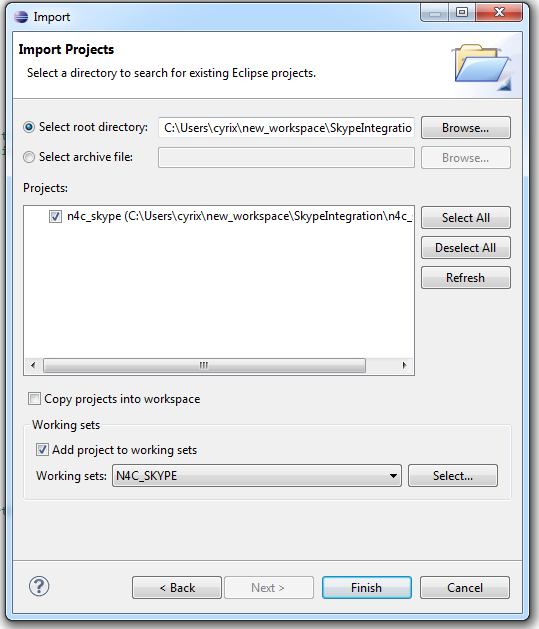 Import
Import Projects
Select a directory to search for existing Eclipse projects.
Select root directory: C:\Users\cyrix\new_workspace\SkypeIntegratio Browse...
Select archive file: Browse...
Projects:
n4c_skype (C:\Users\cyrix\new_workspace\SkypeIntegration\n4c_
Select All
Deselect All
Refresh
Copy projects into workspace
Working sets
Add project to working sets
Working sets: N4C_SKYPE Select...
? < Back Next > Finish Cancel